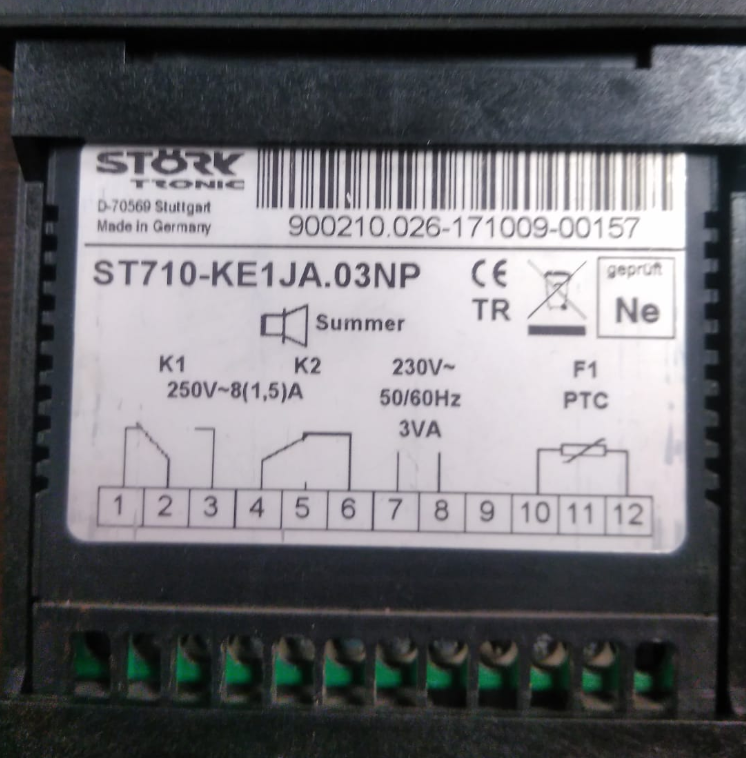 STÖRK
TRONIC
D-70569 Stuttgart
Made in Germany
900210.026-171009-00157
ST710-KE1JA.03NP
CE
TR
geprüft
Ne
Summer
K1
K2
250V~8(1,5)A
230V~
50/60Hz
3VA
F1
PTC
1 2 3 4 5 6 7 8 9 10 11 12